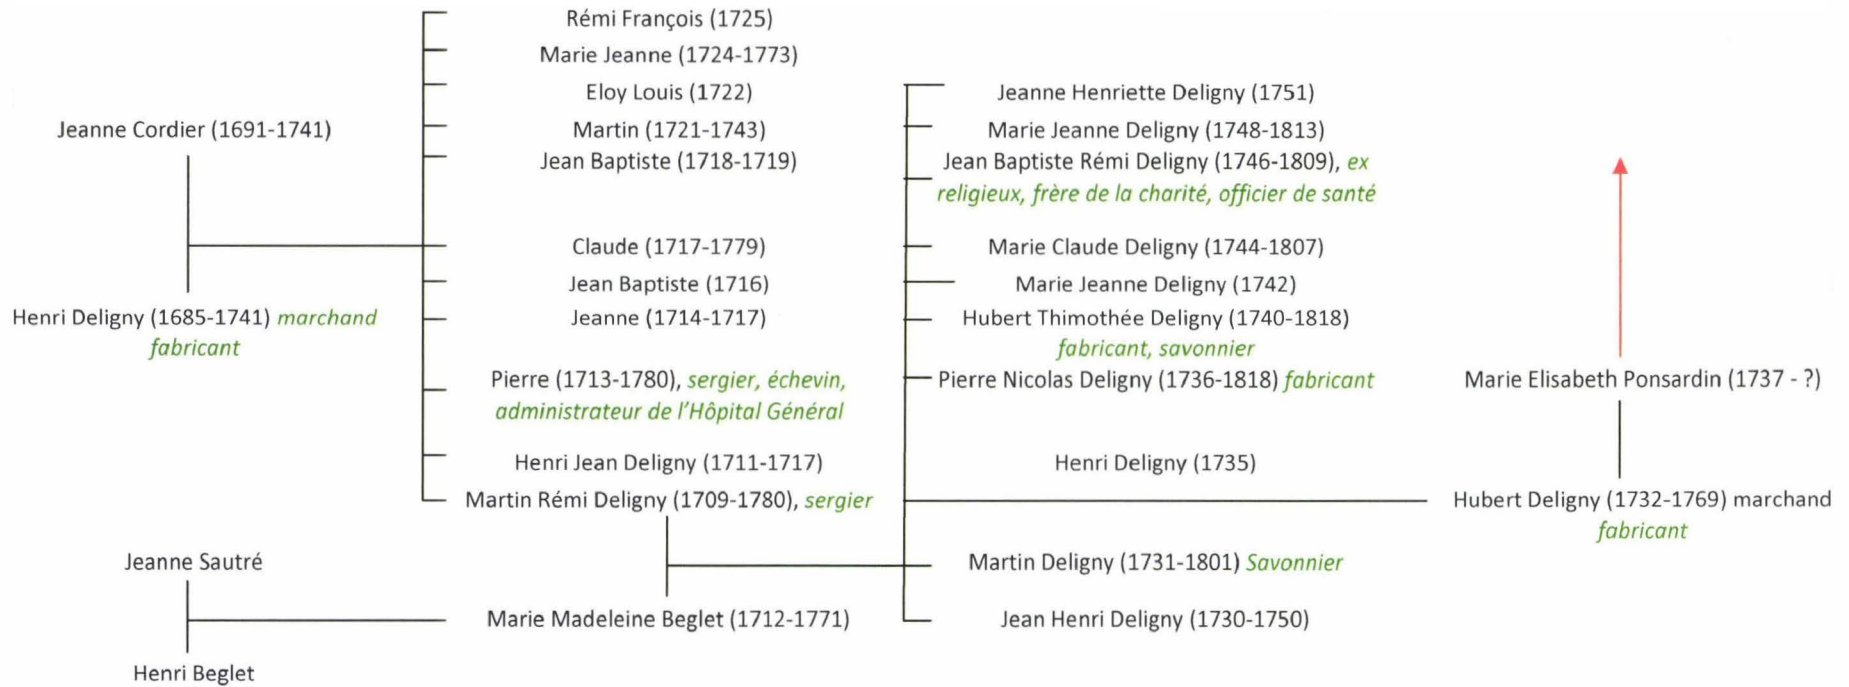 Jeanne Cordier (1691-1741)
Henri Deligny (1685-1741) marchand
fabricant
Jeanne Sautré
Henri Beglet
Rémi François (1725)
Marie Jeanne (1724-1773)
Eloy Louis (1722)
Martin (1721-1743)
Jean Baptiste (1718-1719)
Claude (1717-1779)
Jean Baptiste (1716)
Jeanne (1714-1717)
Pierre (1713-1780), sergier, échevin,
administrateur de l'Hôpital Général
Henri Jean Deligny (1711-1717)
Martin Rémi Deligny (1709-1780), sergier
Marie Madeleine Beglet (1712-1771)
Jeanne Henriette Deligny (1751)
Marie Jeanne Deligny (1748-1813)
Jean Baptiste Rémi Deligny (1746-1809), ex
religieux, frère de la charité, officier de santé
Marie Claude Deligny (1744-1807)
Marie Jeanne Deligny (1742)
Hubert Thimothée Deligny (1740-1818)
fabricant, savonnier
Pierre Nicolas Deligny (1736-1818) fabricant
Henri Deligny (1735)
Martin Deligny (1731-1801) Savonnier
Jean Henri Deligny (1730-1750)
Marie Elisabeth Ponsardin (1737 - ?)
Hubert Deligny (1732-1769) marchand
fabricant